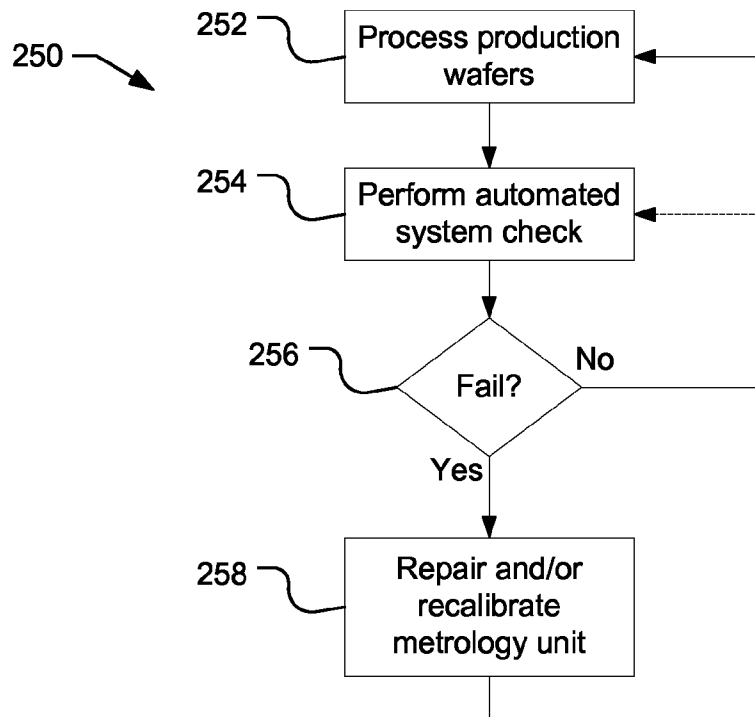 250
252
Process production
wafers
254
Perform automated
system check
256
Fail?
No
Yes
258
Repair and/or
recalibrate
metrology unit